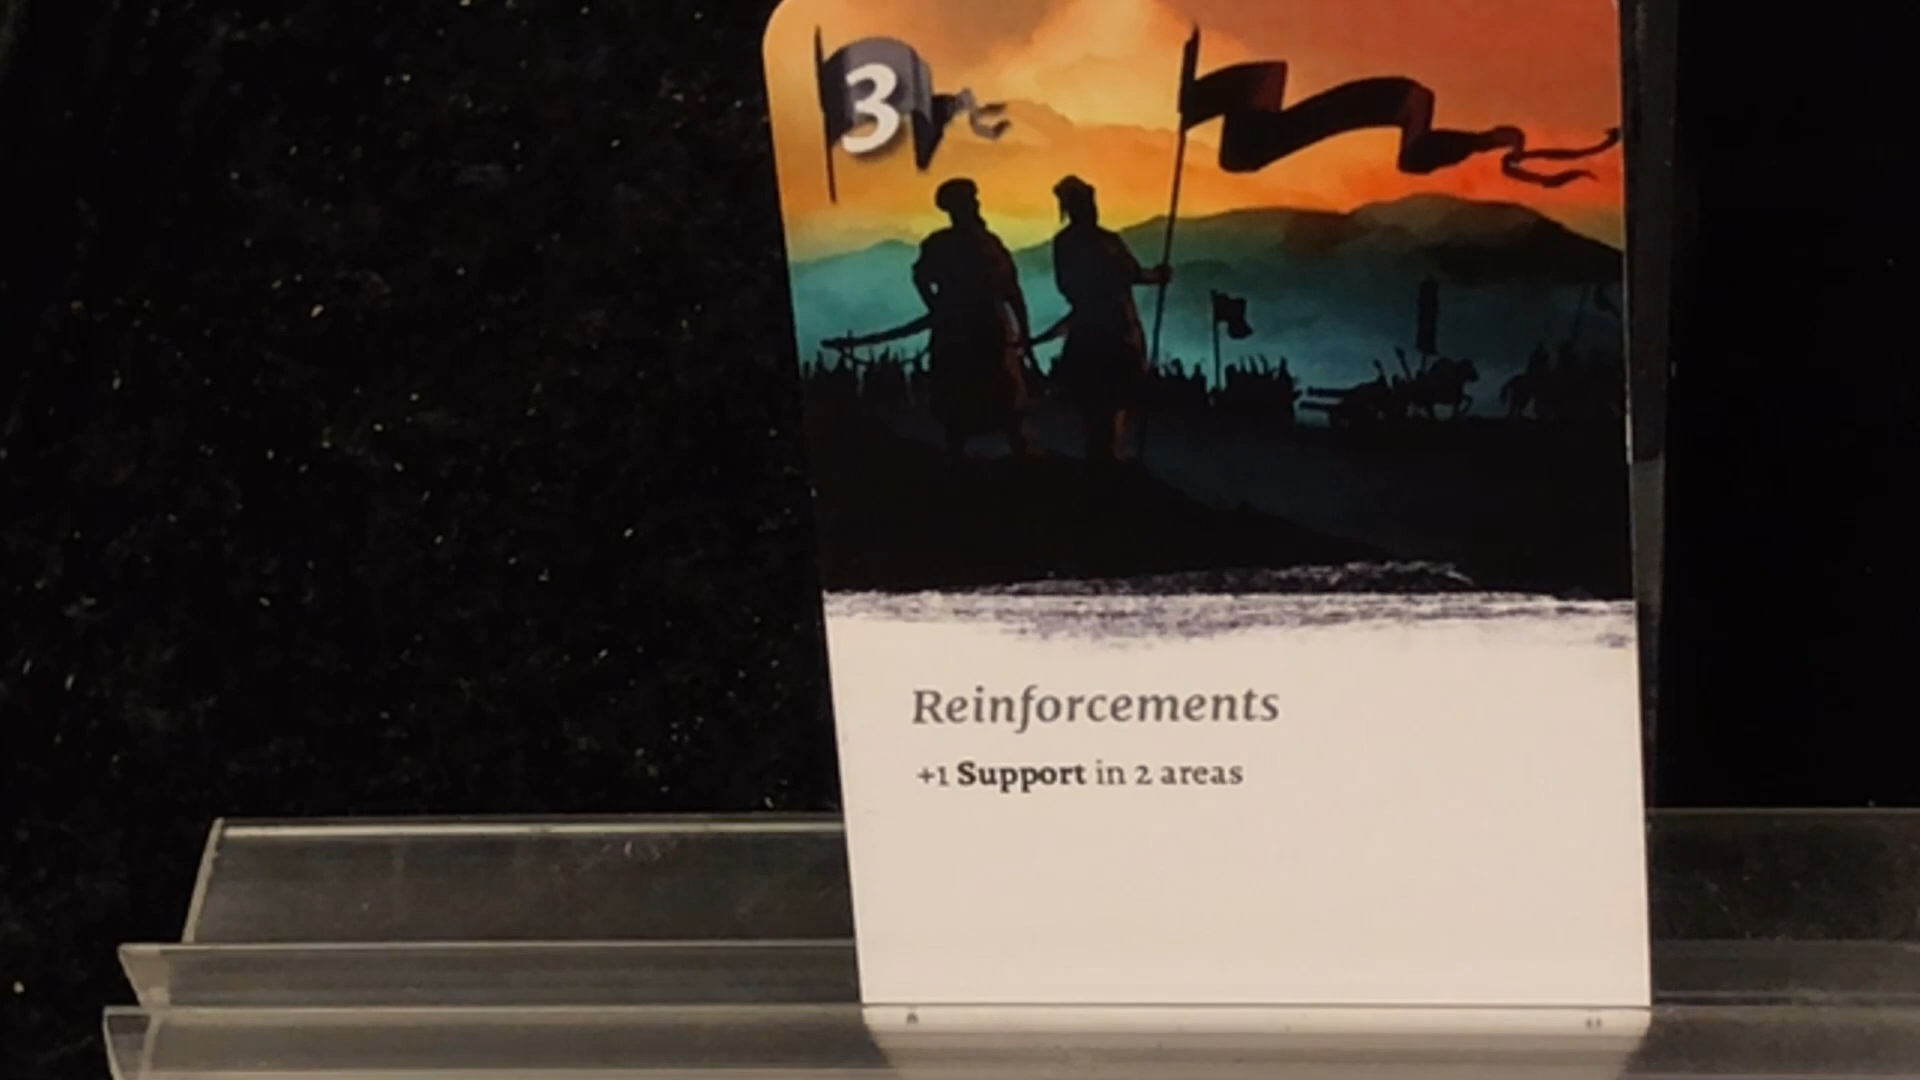 3
Reinforcements
+1 Support in 2 areas